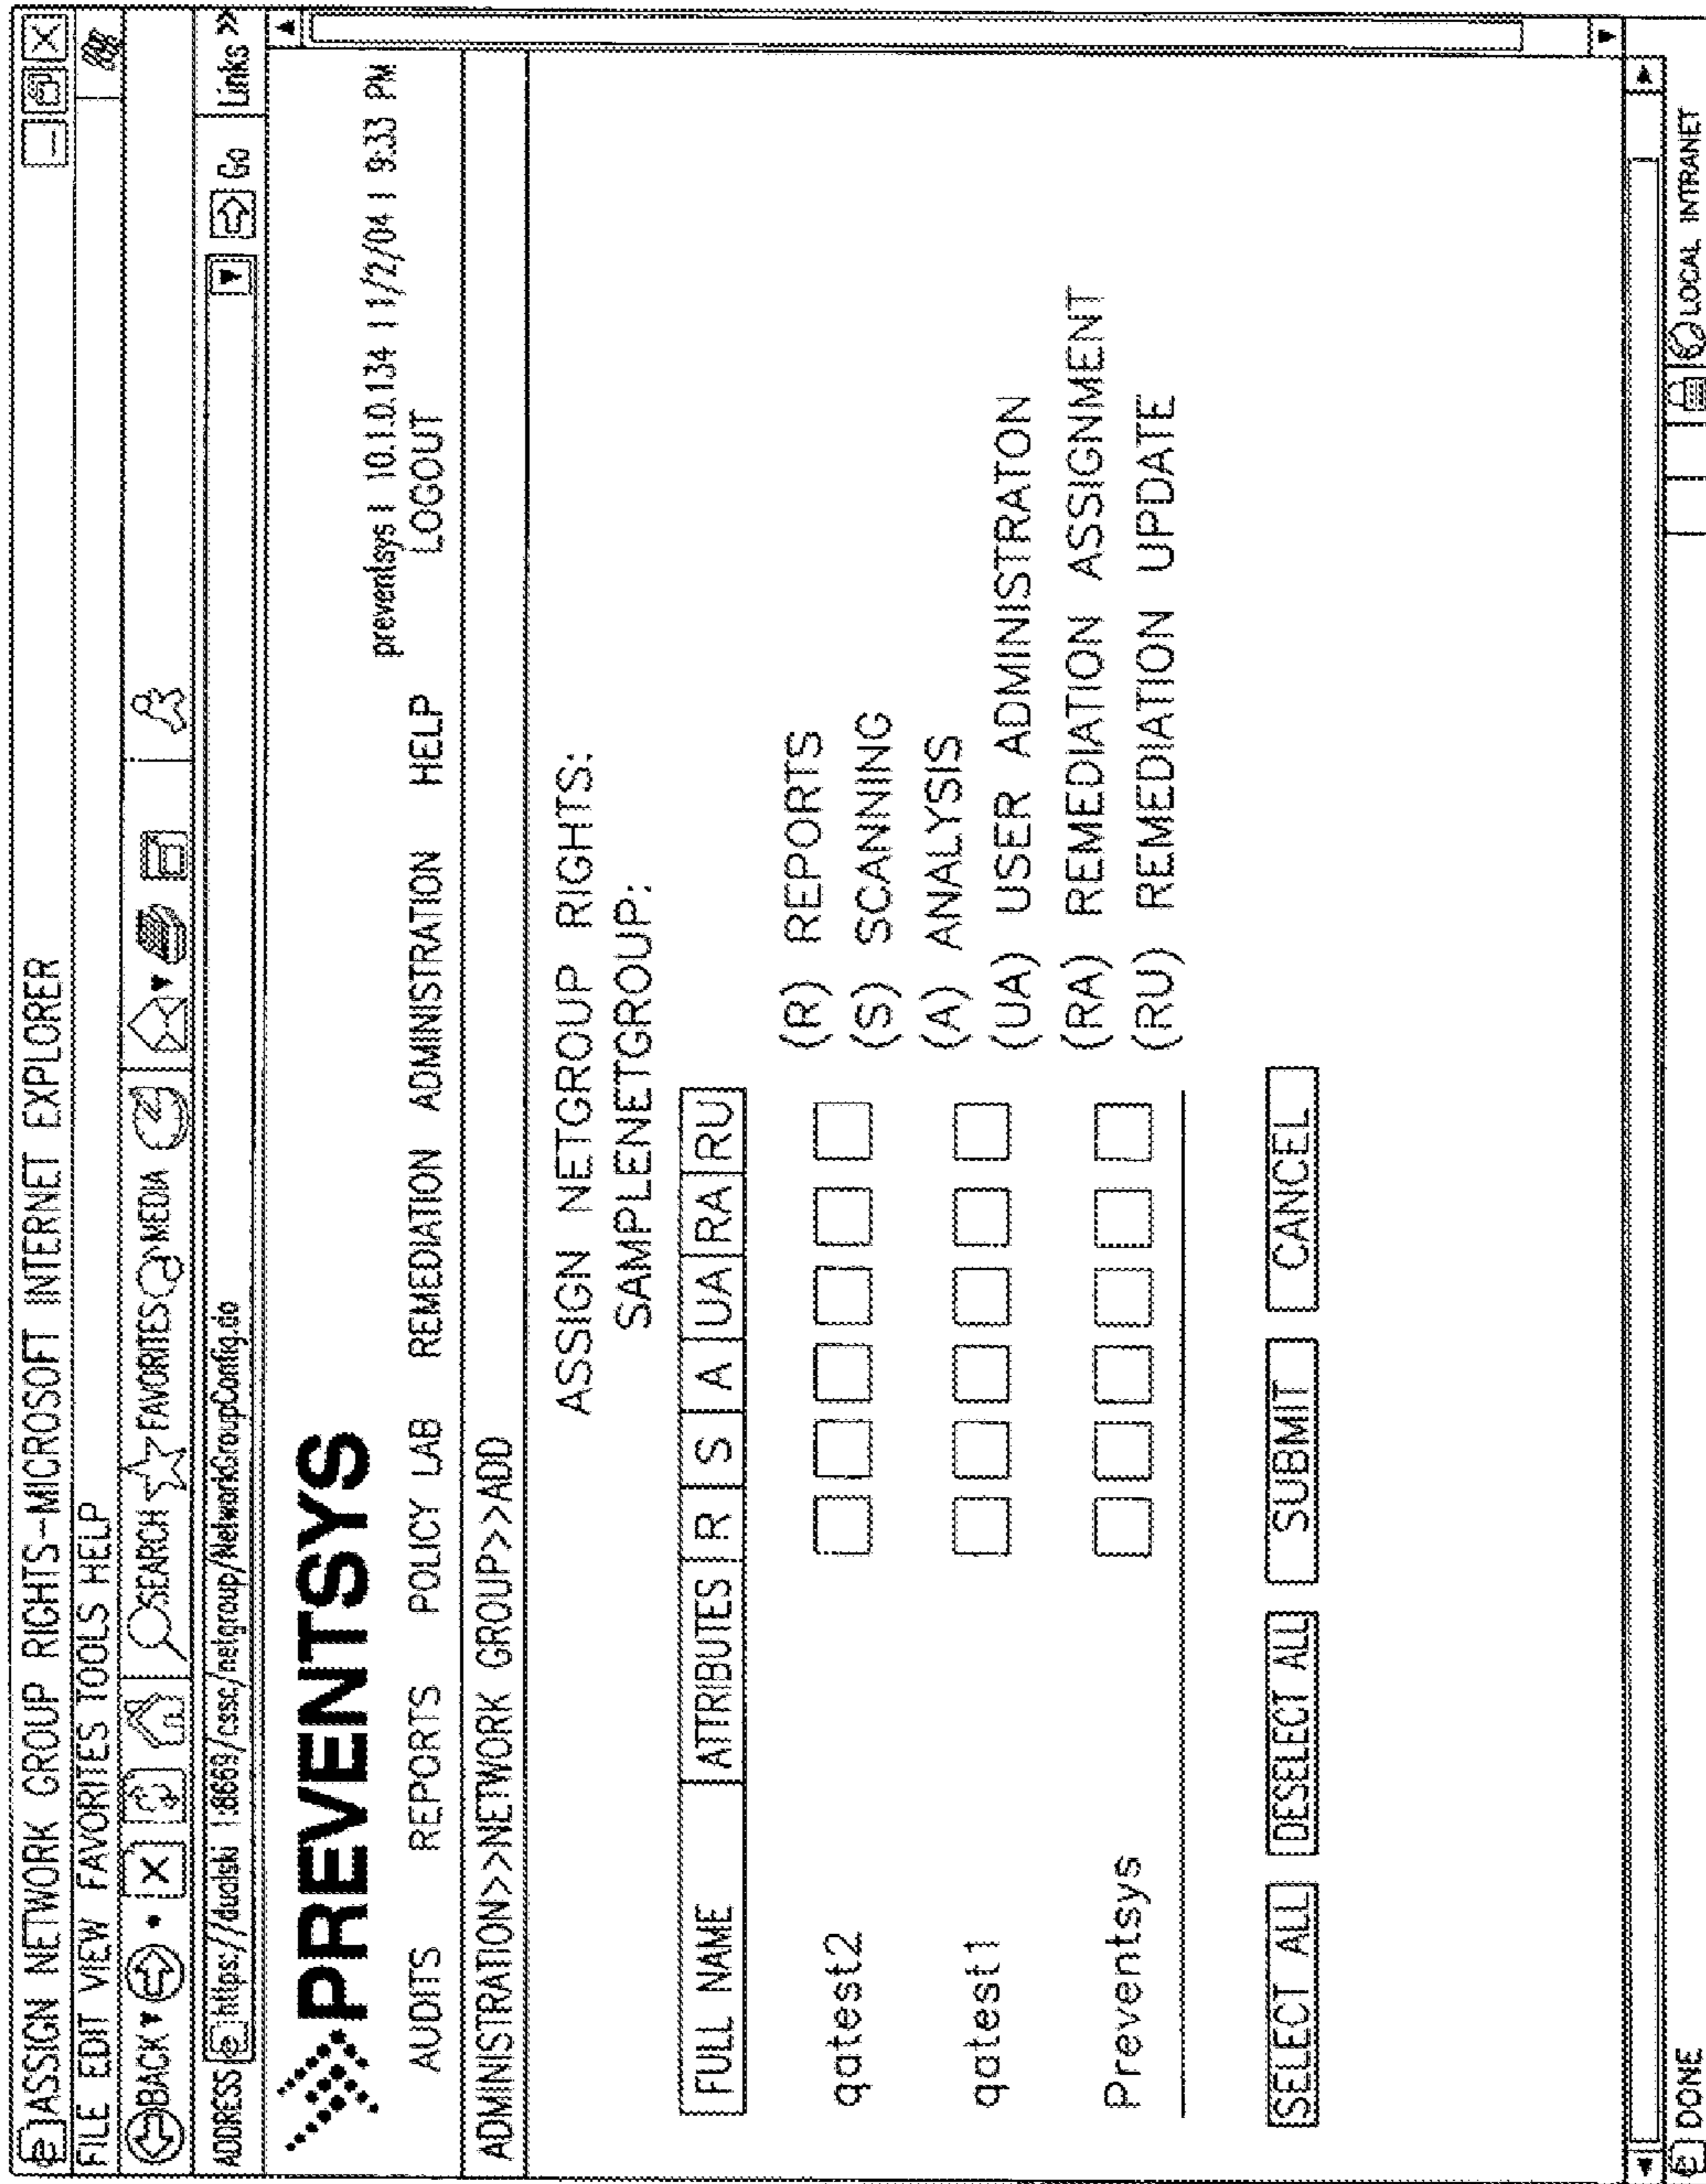 ASSIGN NETWORK GROUP RIGHTS-MICROSOFT INTERNET EXPLORER
FILE EDIT VIEW FAVORITES TOOLS HELP
BACK SEARCH FAVORITES MEDIA
ADDRESS https://dualski 1:8669/cssc/netgroup/NetworkGroupConfig.do Go Links »
PREVENTSYS
preventsys | 10.1.0.134 | 1/2/04 | 9:33 PM
AUDITS REPORTS POLICY LAB REMEDIATION ADMINISTRATION HELP LOGOUT
ADMINISTRATION>>NETWORK GROUP>>ADD
ASSIGN NETGROUP RIGHTS:
SAMPLENETGROUP:
FULL NAME ATTRIBUTES R S A UA RA RU
qatest2
qatest1
Preventsys
(R) REPORTS
(S) SCANNING
(A) ANALYSIS
(UA) USER ADMINISTRATON
(RA) REMEDIATION ASSIGNMENT
(RU) REMEDIATION UPDATE
SELECT ALL DESELECT ALL SUBMIT CANCEL
DONE LOCAL INTRANET